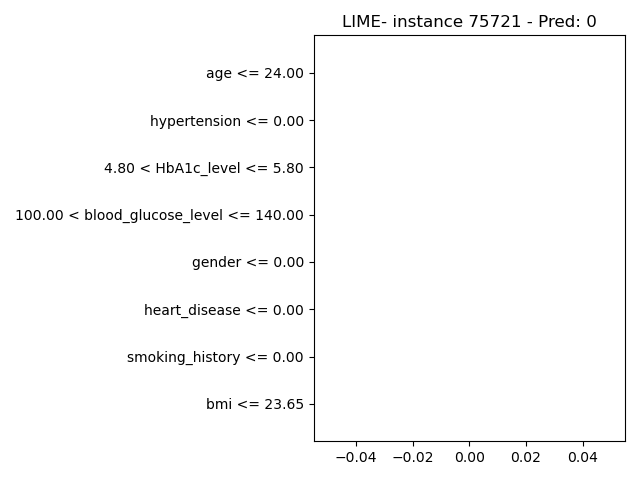 LIME- instance 75721 - Pred: 0
age <= 24.00
hypertension <= 0.00
4.80 < HbA1c_level <= 5.80
100.00 < blood_glucose_level <= 140.00
gender <= 0.00
heart_disease <= 0.00
smoking_history <= 0.00
bmi <= 23.65
−0.04 −0.02 0.00 0.02 0.04